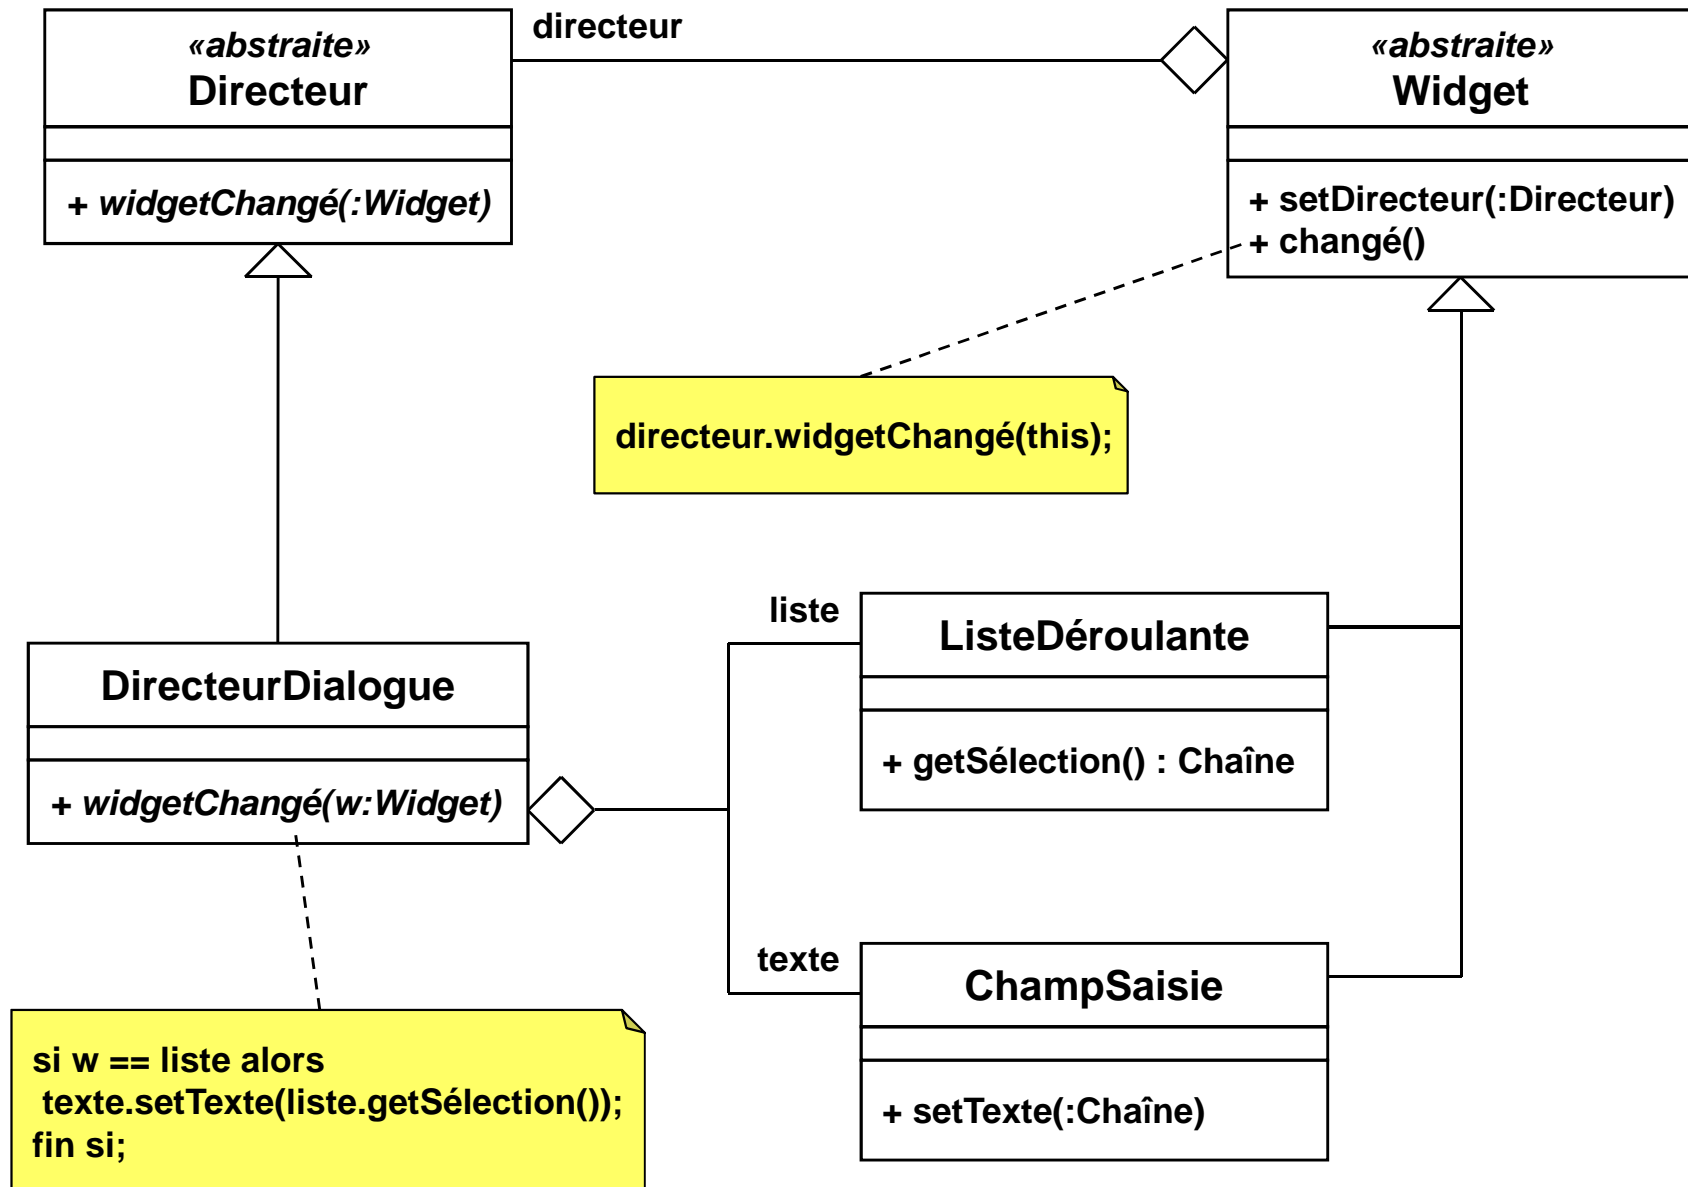 «abstraite»
Directeur
+ widgetChangé(:Widget)
directeur
«abstraite»
Widget
+ setDirecteur(:Directeur)
+ changé()
directeur.widgetChangé(this);
DirecteurDialogue
+ widgetChangé(w:Widget)
liste
ListeDéroulante
+ getSélection() : Chaîne
texte
ChampSaisie
+ setTexte(:Chaîne)
si w == liste alors
texte.setTexte(liste.getSélection());
fin si;